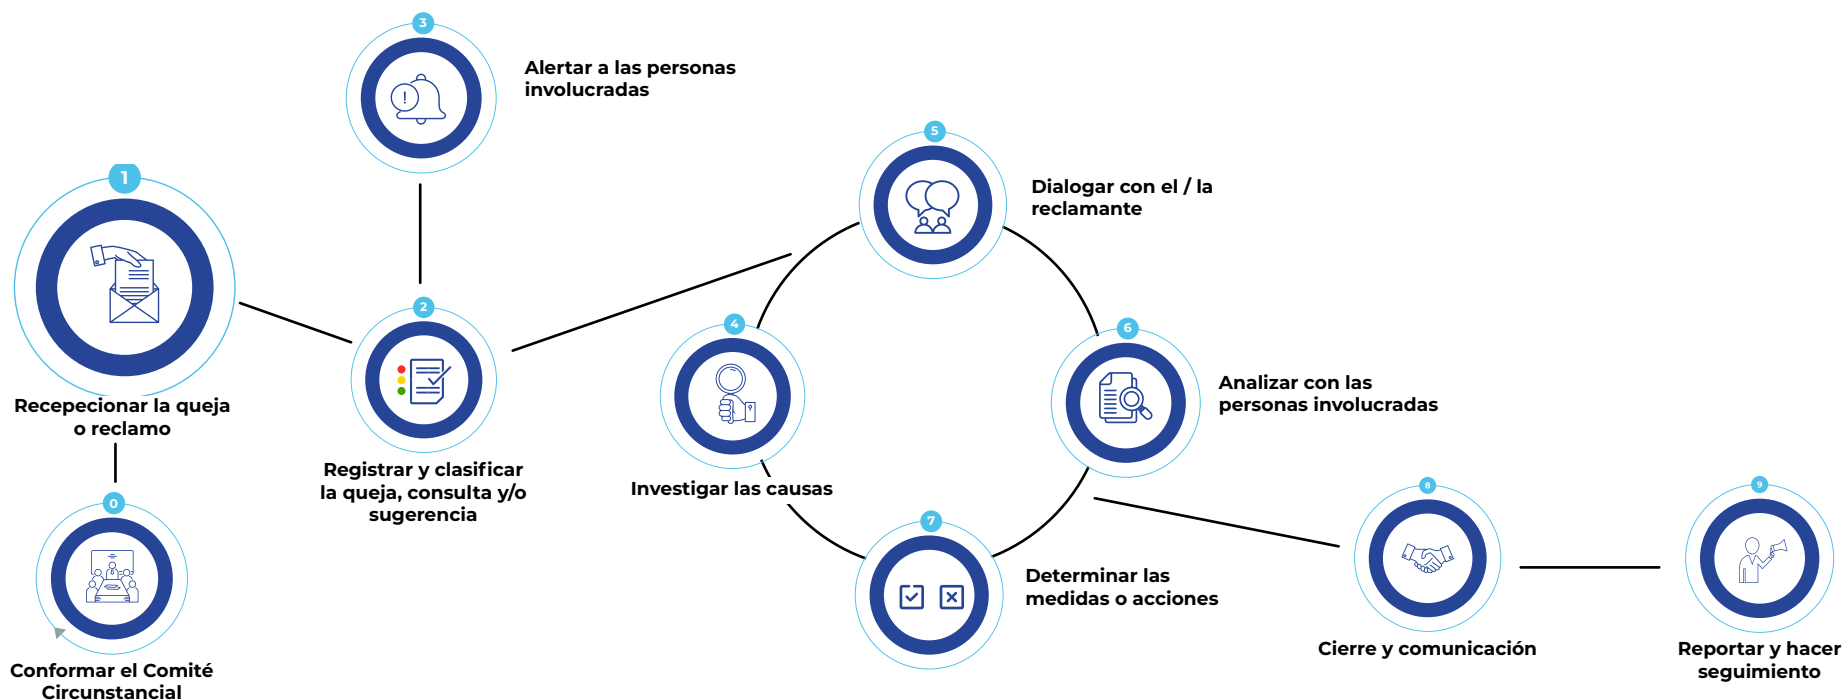 1
Recepecionar la queja
o reclamo
0
Conformar el Comité
Circunstancial
2
Registrar y clasificar
la queja, consulta y/o
sugerencia
3
Alertar a las personas
involucradas
!
4
Investigar las causas
5
Dialogar con el / la
reclamante
6
Analizar con las
personas involucradas
7
Determinar las
medidas o acciones
8
Cierre y comunicación
9
Reportar y hacer
seguimiento